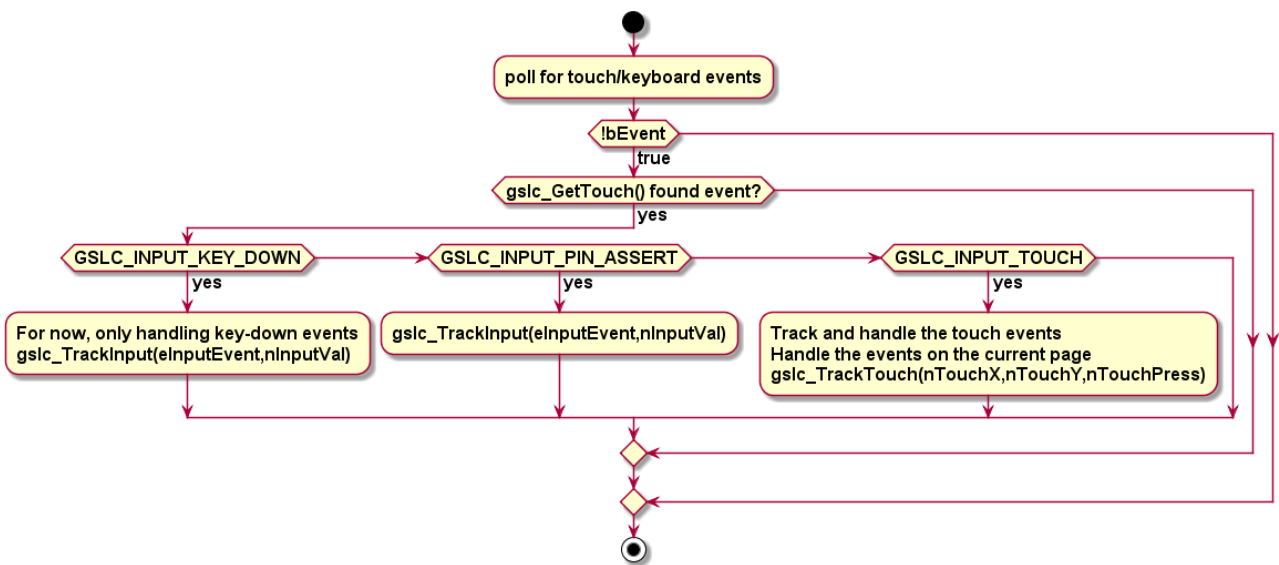 poll for touch/keyboard events
!bEvent
true
gslc_GetTouch() found event?
yes
GSLC_INPUT_KEY_DOWN
GSLC_INPUT_PIN_ASSERT
GSLC_INPUT_TOUCH
yes
yes
yes
For now, only handling key-down events
gslc_TrackInput(eInputEvent,nInputVal)
gslc_TrackInput(eInputEvent,nInputVal)
Track and handle the touch events
Handle the events on the current page
gslc_TrackTouch(nTouchX,nTouchY,nTouchPress)